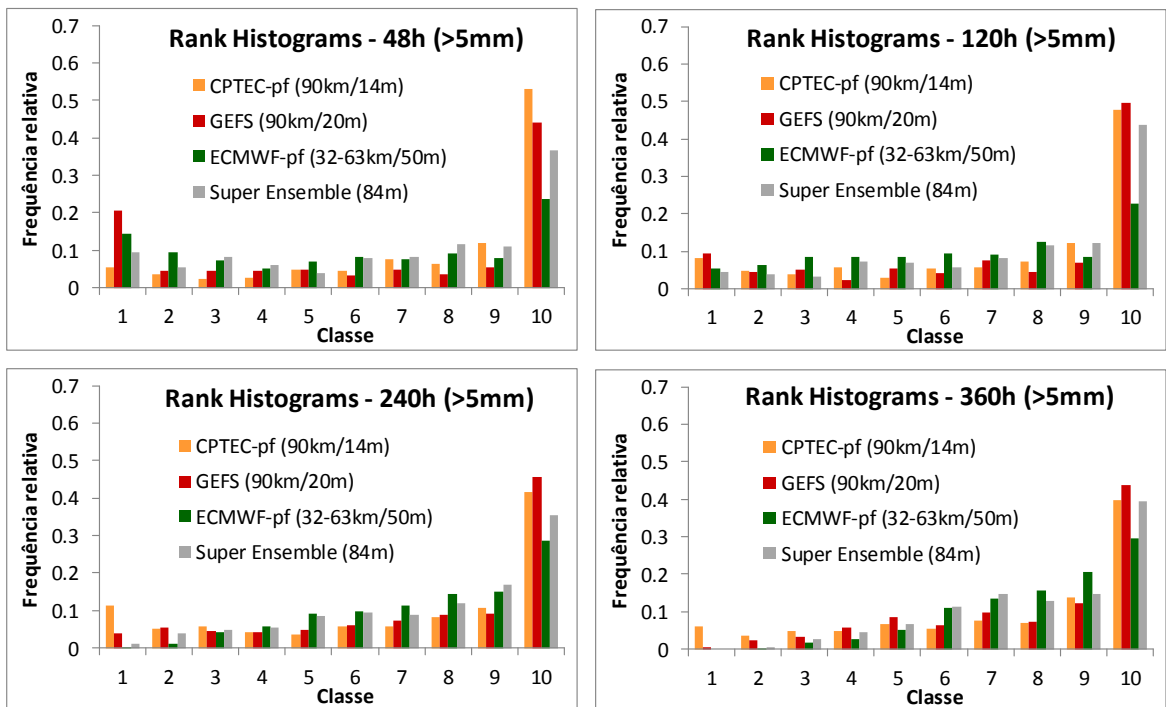 Rank Histograms - 48h (>5mm)
Frequência relativa
0.7
0.6
0.5
0.4
0.3
0.2
0.1
0
CPTEC-pf (90km/14m)
GEFS (90km/20m)
ECMWF-pf (32-63km/50m)
Super Ensemble (84m)
1 2 3 4 5 6 7 8 9 10
Classe
Rank Histograms - 120h (>5mm)
Frequência relativa
0.7
0.6
0.5
0.4
0.3
0.2
0.1
0
CPTEC-pf (90km/14m)
GEFS (90km/20m)
ECMWF-pf (32-63km/50m)
Super Ensemble (84m)
1 2 3 4 5 6 7 8 9 10
Classe
Rank Histograms - 240h (>5mm)
Frequência relativa
0.7
0.6
0.5
0.4
0.3
0.2
0.1
0
CPTEC-pf (90km/14m)
GEFS (90km/20m)
ECMWF-pf (32-63km/50m)
Super Ensemble (84m)
1 2 3 4 5 6 7 8 9 10
Classe
Rank Histograms - 360h (>5mm)
Frequência relativa
0.7
0.6
0.5
0.4
0.3
0.2
0.1
0
CPTEC-pf (90km/14m)
GEFS (90km/20m)
ECMWF-pf (32-63km/50m)
Super Ensemble (84m)
1 2 3 4 5 6 7 8 9 10
Classe